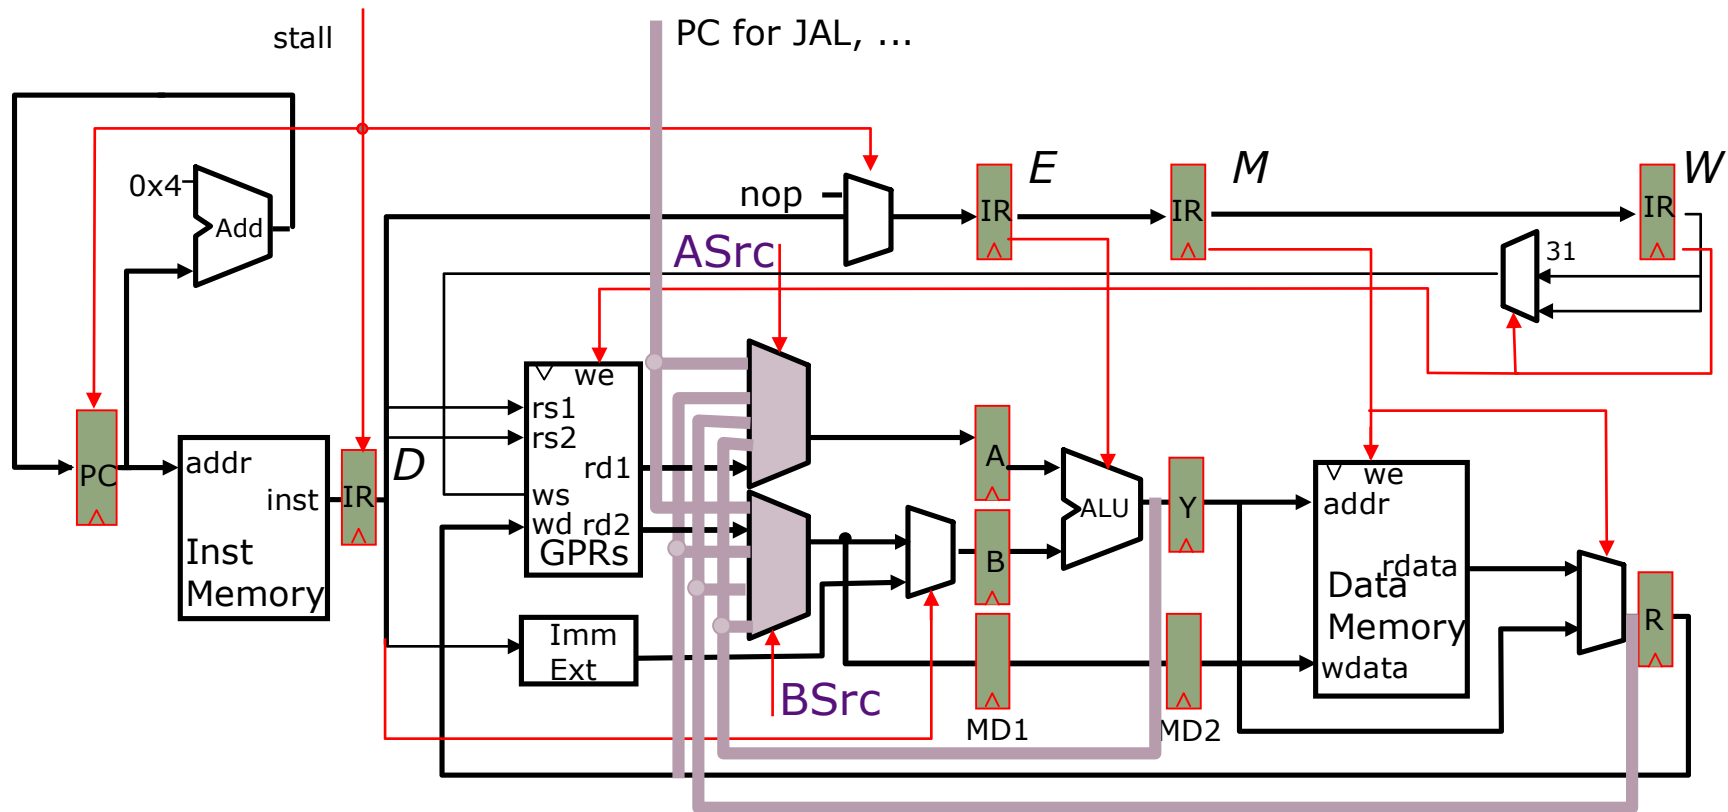 stall
PC for JAL, ...
0x4
Add
nop
E
M
W
IR
IR
IR
31
ASrc
we
rs1
rs2
rd1
ws
wd
rd2
GPRs
PC
addr
inst
Inst
Memory
IR
D
A
B
ALU
Y
we
addr
rdata
Data
Memory
wdata
R
Imm
Ext
BSrc
MD1
MD2